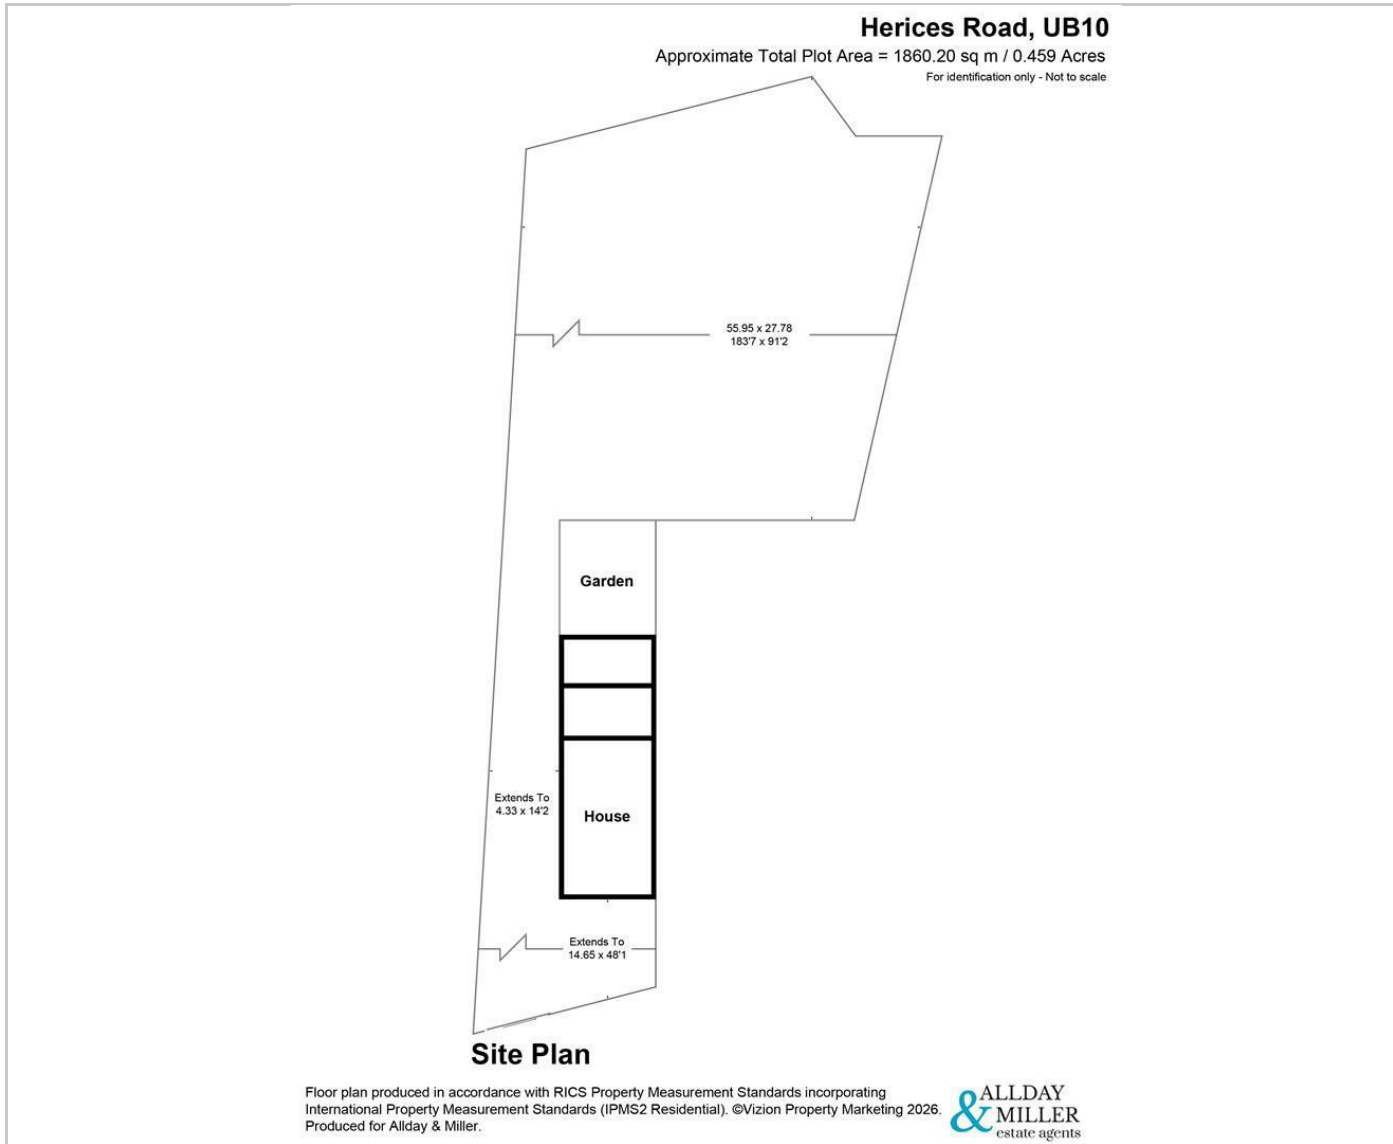 Herices Road, UB10
Approximate Total Plot Area = 1860.20 sq m / 0.459 Acres
For identification only - Not to scale
55.95 x 27.78
183'7 x 91'2
Garden
Extends To
4.33 x 14'2
House
Extends To
14.65 x 48'1
Site Plan
Floor plan produced in accordance with RICS Property Measurement Standards incorporating
International Property Measurement Standards (IPMS2 Residential). ©Vizion Property Marketing 2026.
Produced for Allday & Miller.
ALLDAY
& MILLER
estate agents